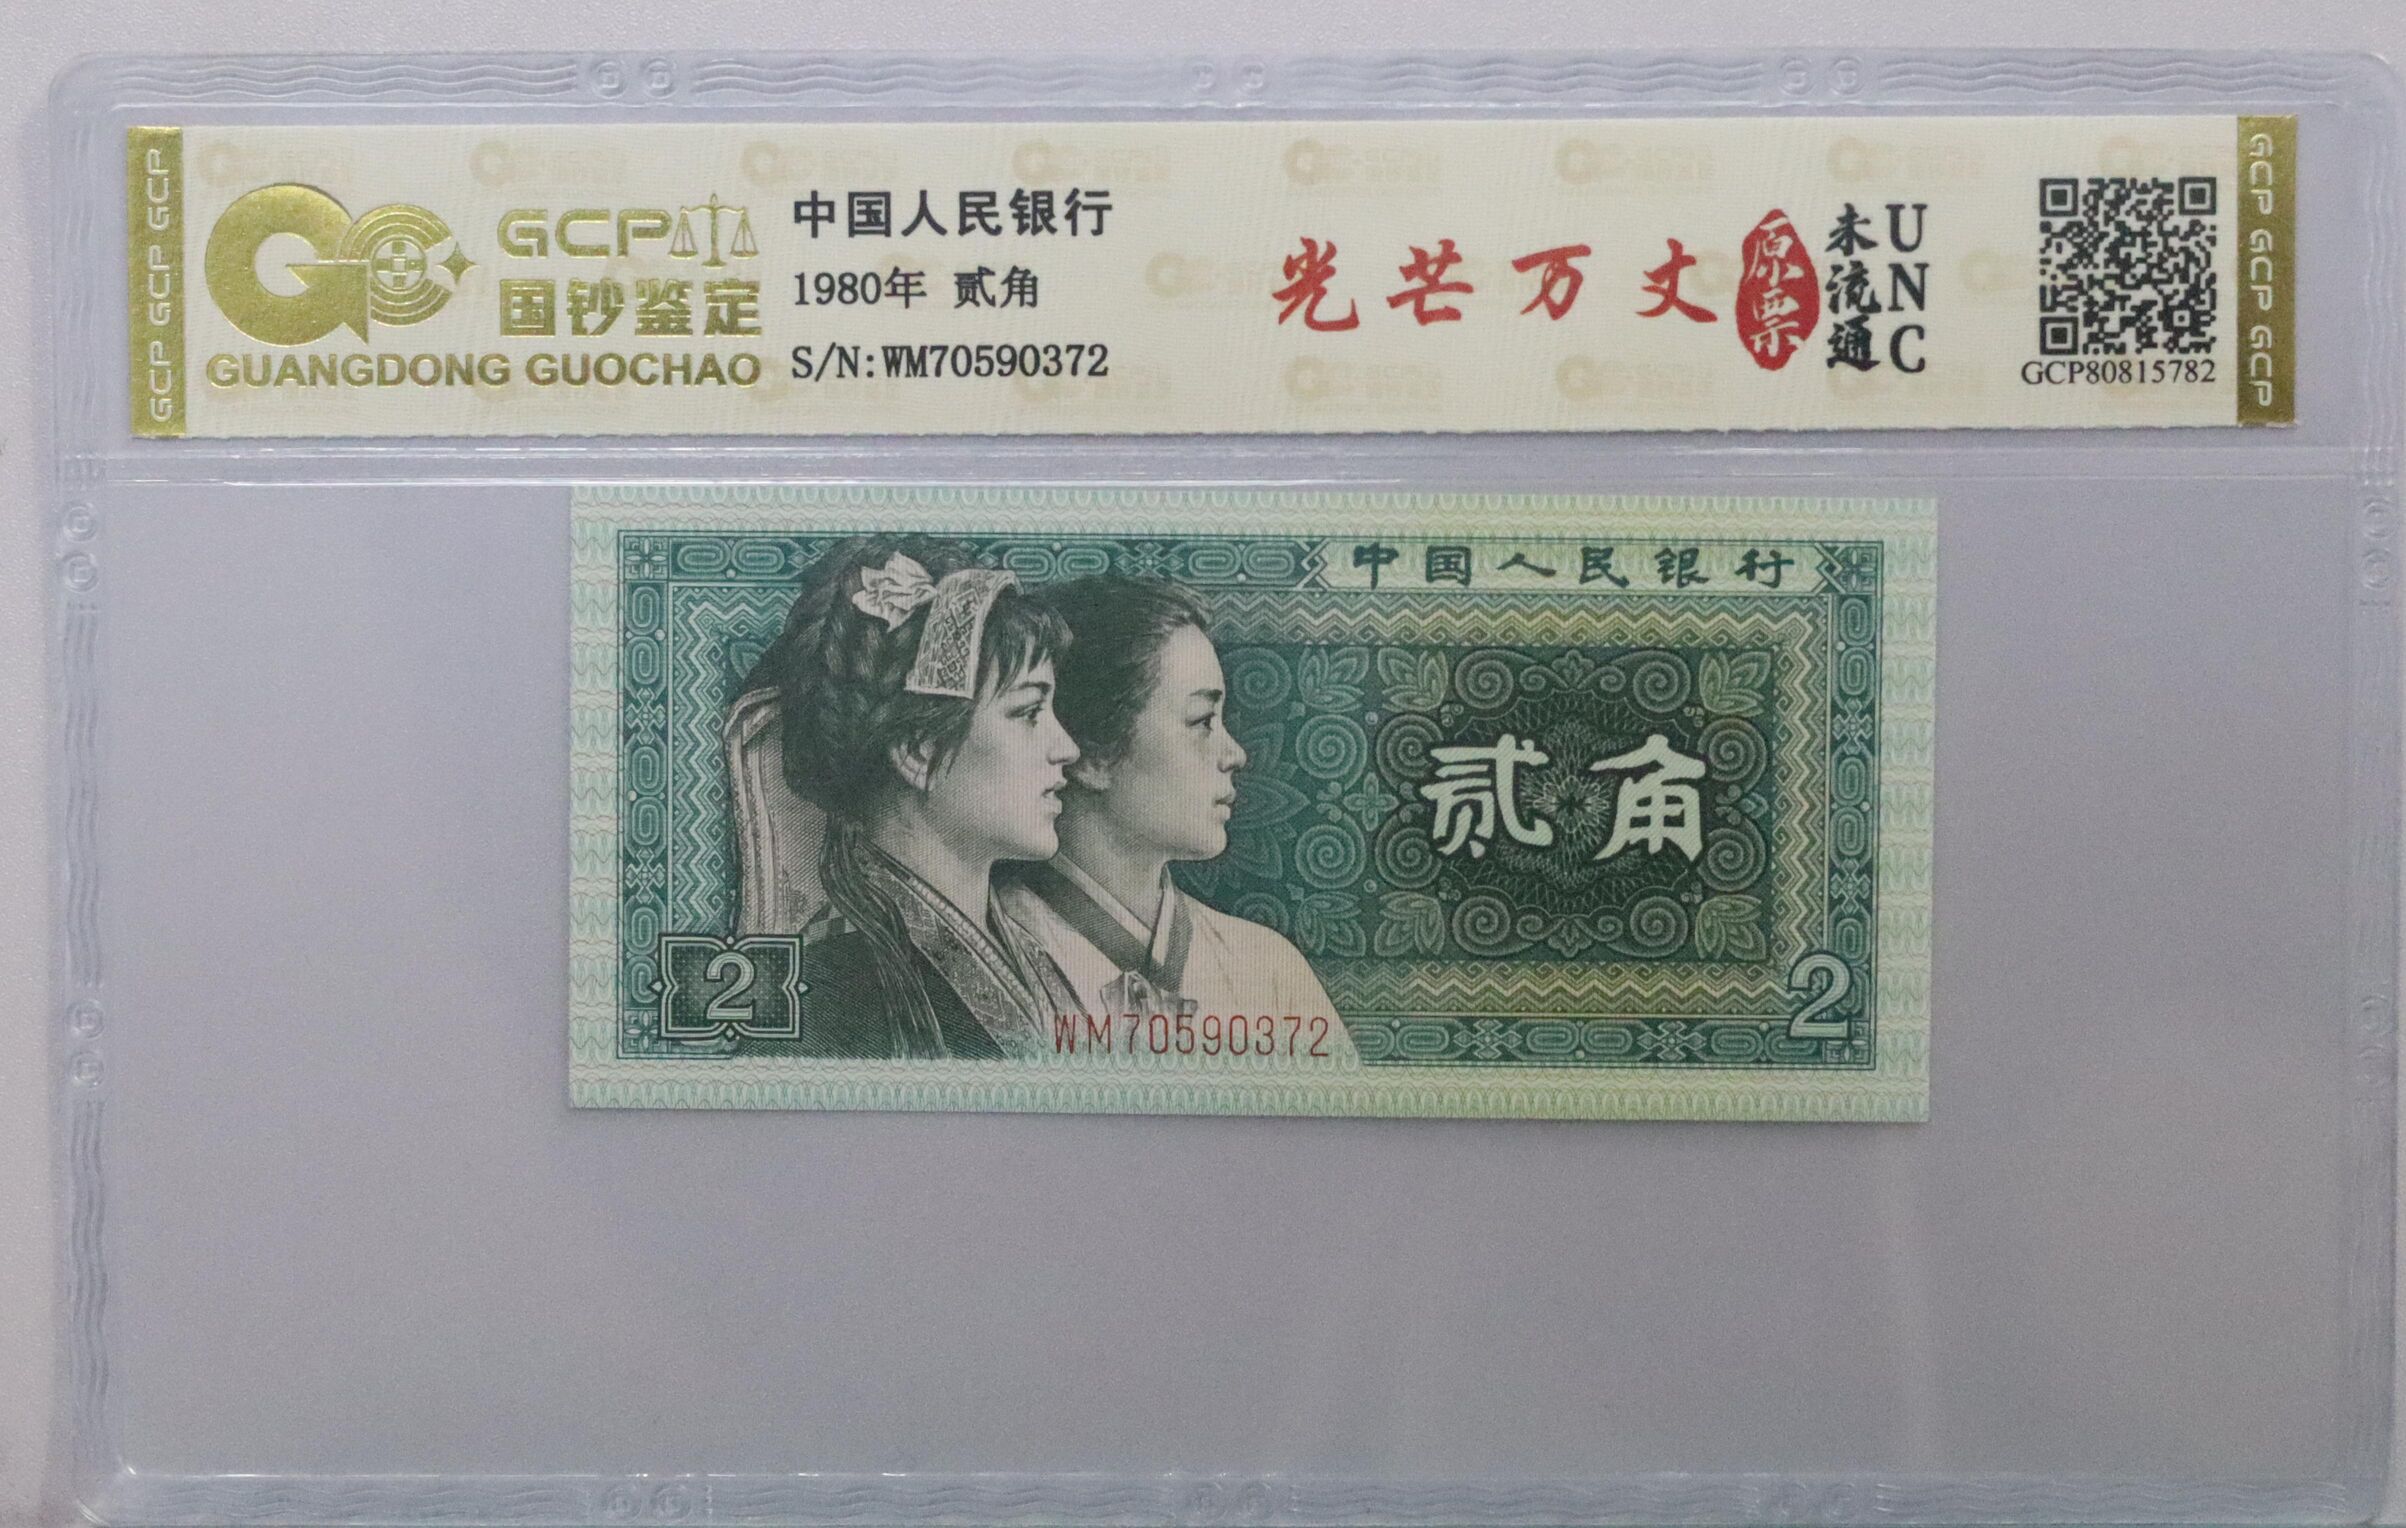 GCP GCP GCP
GCP
国钞鉴定
GUANGDONG GUOCHAO
中国人民银行
1980年 贰角
S/N:WM70590372
光芒万丈
原票
未流通
UNC
GCP80815782
GCP GCP GCP
中国人民银行
贰角
2
2
WM70590372